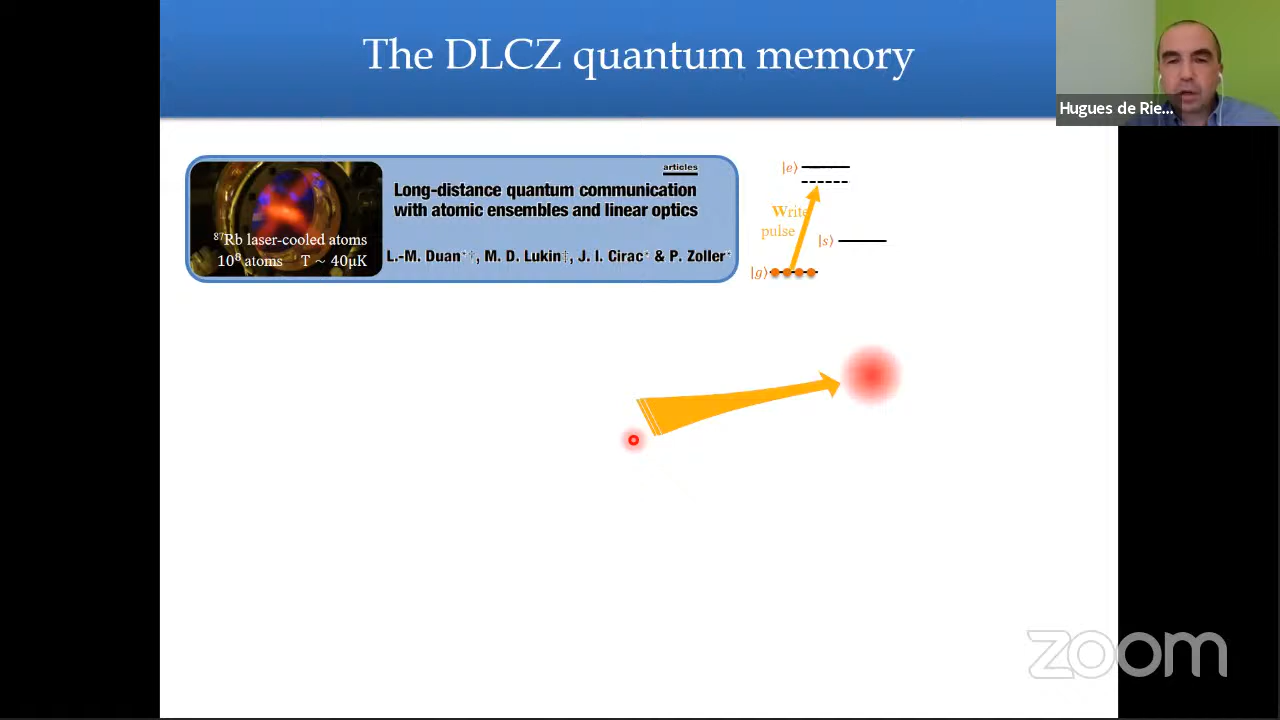 The DLCZ quantum memory
Hugues de Rie...
articles
Long-distance quantum communication
with atomic ensembles and linear optics
L.-M. Duan*†, M. D. Lukin‡, J. I. Cirac* & P. Zoller*
⁸⁷Rb laser-cooled atoms
10⁸ atoms T ~ 40μK
|e⟩
Write
pulse
|s⟩
|g⟩
zoom